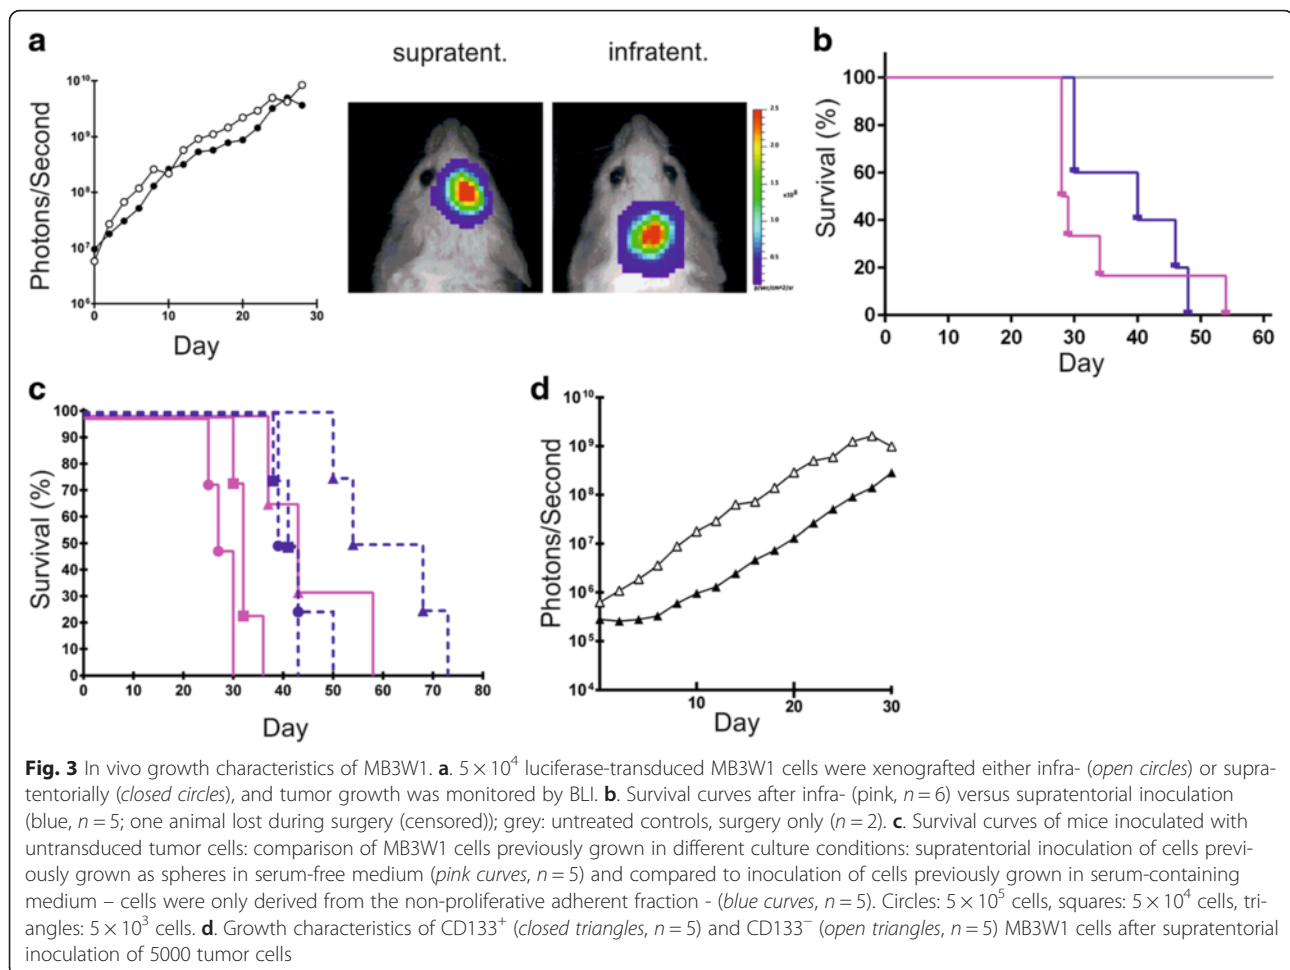 a
supratent.
infratent.
b
10¹⁰
10⁹
10⁸
10⁷
10⁶
Photons/Second
0
10
20
30
Day
2.5
2.0
x10⁸
1.0
0.5
100
80
60
40
20
0
Survival (%)
0
10
20
30
40
50
60
Day
c
100
90
80
70
60
50
40
30
20
10
0
Survival (%)
0
10
20
30
40
50
60
70
80
Day
d
10¹⁰
10⁹
10⁸
10⁷
10⁶
10⁵
10⁴
Photons/Second
10
20
30
Day
Fig. 3 In vivo growth characteristics of MB3W1. a. 5 × 10⁴ luciferase-transduced MB3W1 cells were xenografted either infra- (open circles) or supra-
tentorially (closed circles), and tumor growth was monitored by BLI. b. Survival curves after infra- (pink, n = 6) versus supratentorial inoculation
(blue, n = 5; one animal lost during surgery (censored)); grey: untreated controls, surgery only (n = 2). c. Survival curves of mice inoculated with
untransduced tumor cells: comparison of MB3W1 cells previously grown in different culture conditions: supratentorial inoculation of cells previ-
ously grown as spheres in serum-free medium (pink curves, n = 5) and compared to inoculation of cells previously grown in serum-containing
medium – cells were only derived from the non-proliferative adherent fraction - (blue curves, n = 5). Circles: 5 × 10⁵ cells, squares: 5 × 10⁴ cells, tri-
angles: 5 × 10³ cells. d. Growth characteristics of CD133⁺ (closed triangles, n = 5) and CD133⁻ (open triangles, n = 5) MB3W1 cells after supratentorial
inoculation of 5000 tumor cells